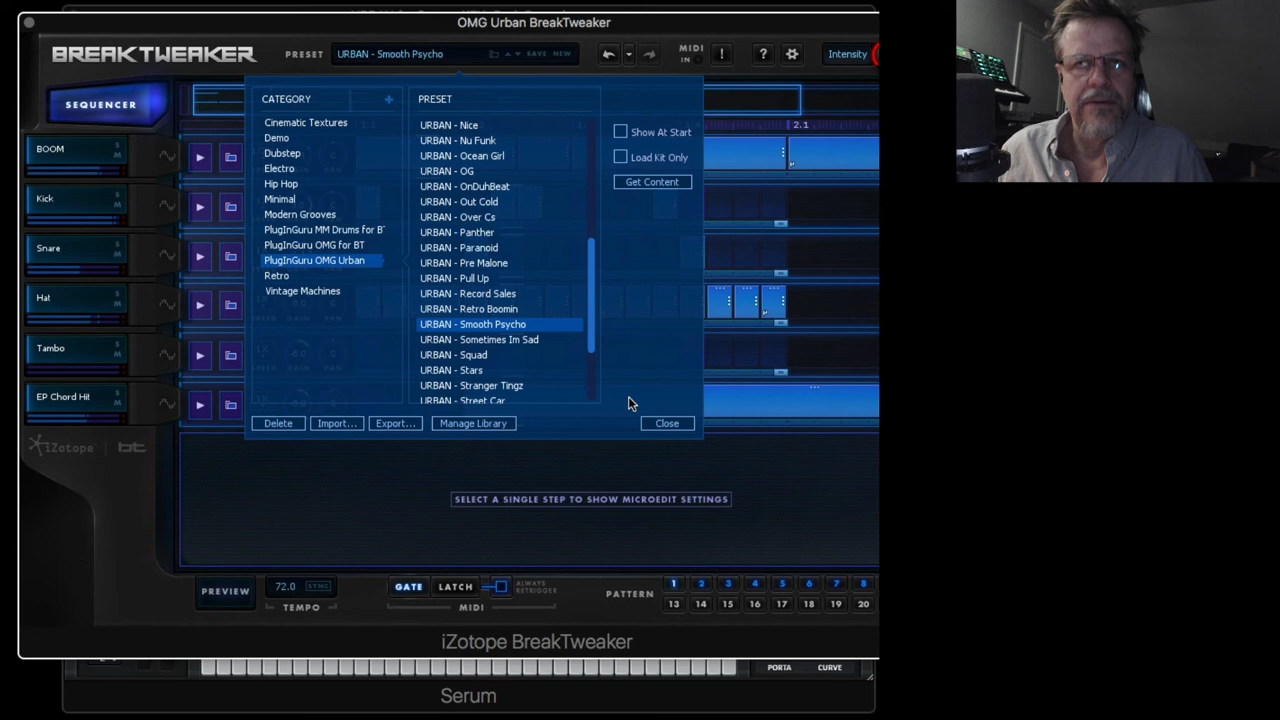 OMG Urban BreakTweaker
BREAKTWEAKER
PRESET
URBAN - Smooth Psycho
SAVE NEW
MIDI
IN
!
?
Intensity
SEQUENCER
CATEGORY
+
PRESET
Cinematic Textures
Demo
Dubstep
Electro
Hip Hop
Minimal
Modern Grooves
PlugInGuru MM Drums for B
PlugInGuru OMG for BT
PlugInGuru OMG Urban
Retro
Vintage Machines
URBAN - Nice
URBAN - Nu Funk
URBAN - Ocean Girl
URBAN - OG
URBAN - OnDuhBeat
URBAN - Out Cold
URBAN - Over Cs
URBAN - Panther
URBAN - Paranoid
URBAN - Pre Malone
URBAN - Pull Up
URBAN - Record Sales
URBAN - Retro Boomin
URBAN - Smooth Psycho
URBAN - Sometimes Im Sad
URBAN - Squad
URBAN - Stars
URBAN - Stranger Tingz
URBAN - Street Car
Show At Start
Load Kit Only
Get Content
Delete
Import...
Export...
Manage Library
Close
2.1
BOOM
S
M
Kick
S
M
Snare
S
M
Hat
S
M
Tambo
S
M
EP Chord Hit
S
M
iZotope
bt
SELECT A SINGLE STEP TO SHOW MICROEDIT SETTINGS
PREVIEW
72.0 SYNC
TEMPO
GATE
LATCH
ALWAYS
RETRIGGER
MIDI
PATTERN
1 2 3 4 5 6 7 8
13 14 15 16 17 18 19 20
iZotope BreakTweaker
PORTA
CURVE
Serum